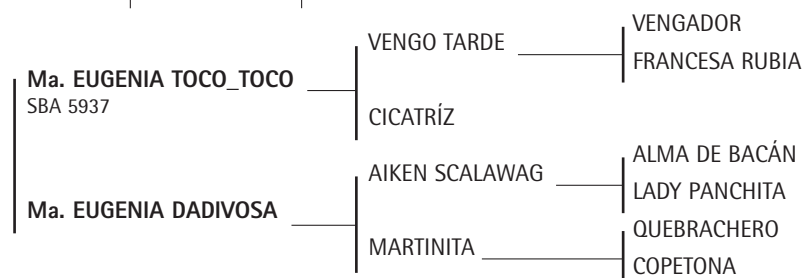 Ma. EUGENIA TOCO_TOCO
SBA 5937
VENGO TARDE
VENGADOR
FRANCESA RUBIA
CICATRÍZ
Ma. EUGENIA DADIVOSA
AIKEN SCALAWAG
ALMA DE BACÁN
LADY PANCHITA
MARTINITA
QUEBRACHERO
COPETONA